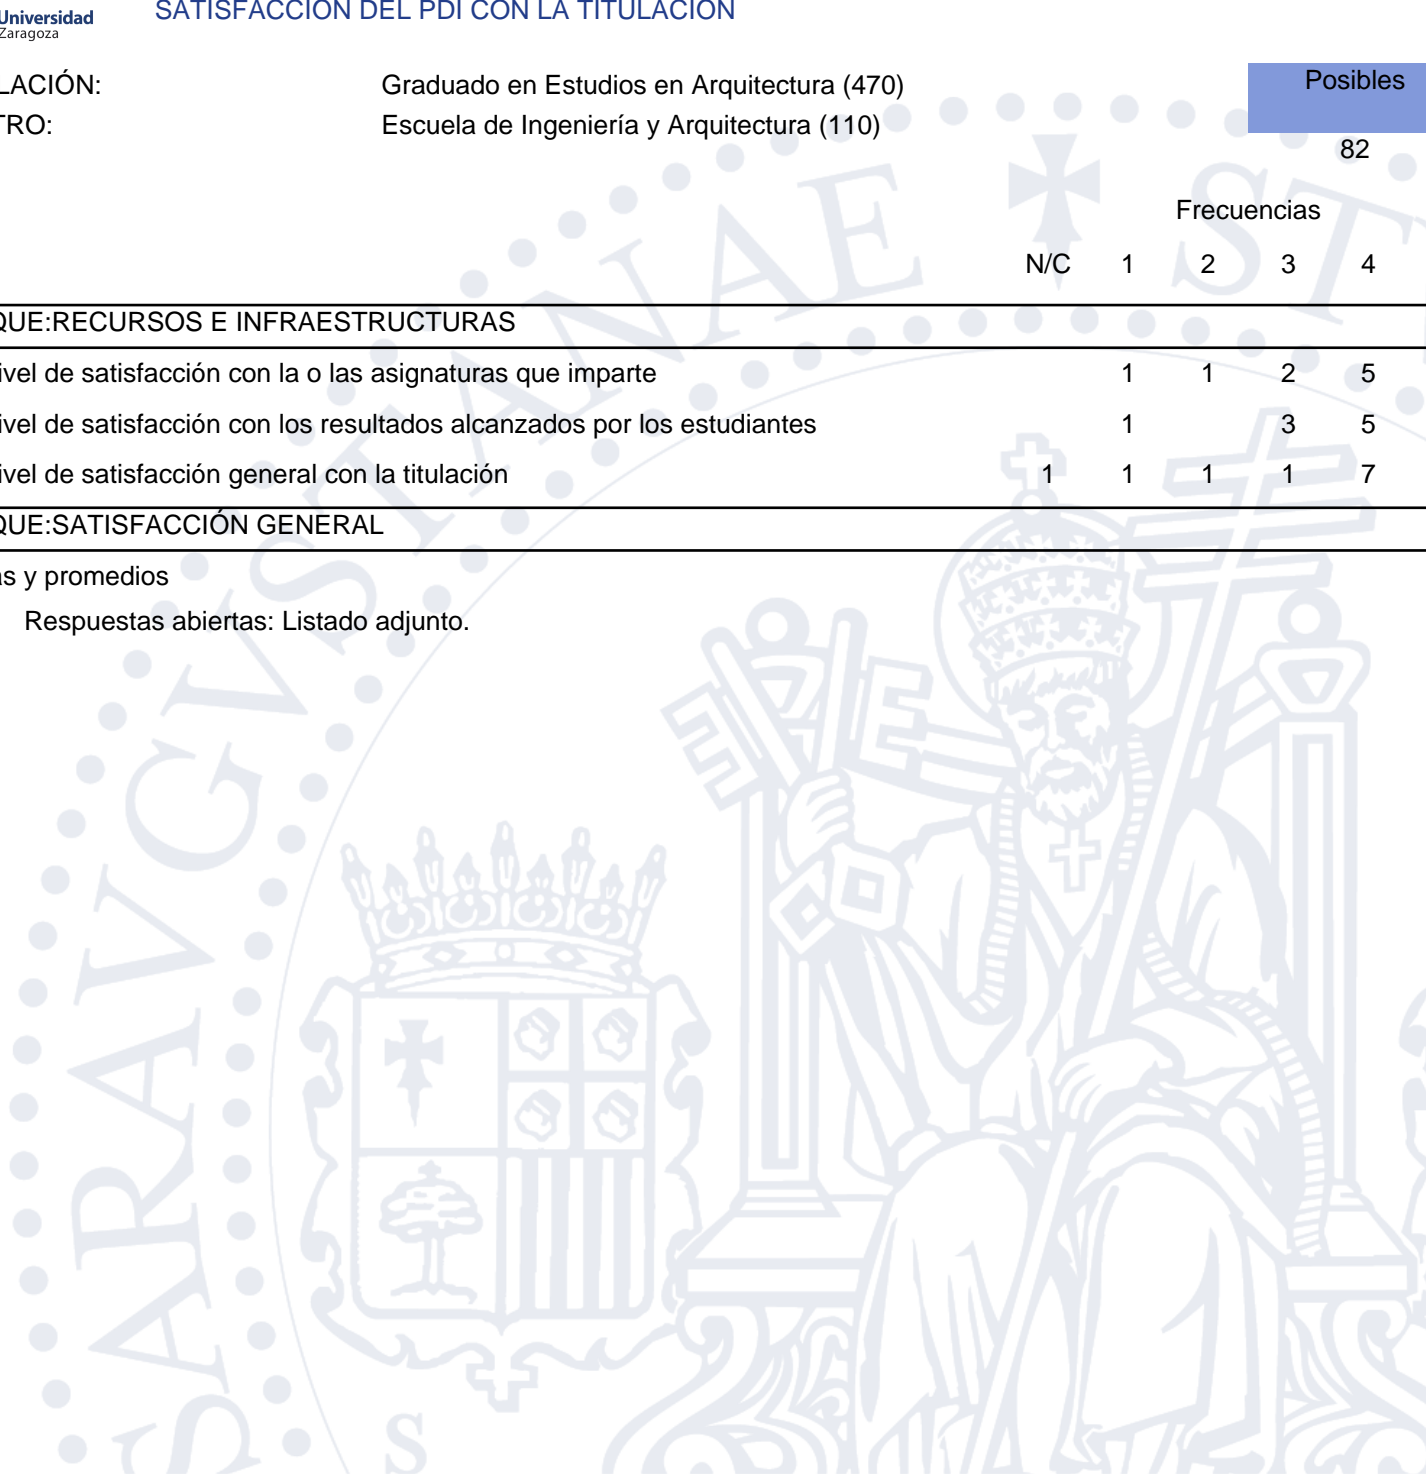 Universidad
Zaragoza
SATISFACCIÓN DEL PDI CON LA TITULACIÓN
LACIÓN: Graduado en Estudios en Arquitectura (470)
TRO: Escuela de Ingeniería y Arquitectura (110)
Posibles
82
Frecuencias
N/C 1 2 3 4
QUE:RECURSOS E INFRAESTRUCTURAS
ivel de satisfacción con la o las asignaturas que imparte 1 1 2 5
ivel de satisfacción con los resultados alcanzados por los estudiantes 1 3 5
ivel de satisfacción general con la titulación 1 1 1 1 7
QUE:SATISFACCIÓN GENERAL
as y promedios
Respuestas abiertas: Listado adjunto.
SARAVGVSTANAE ST
S